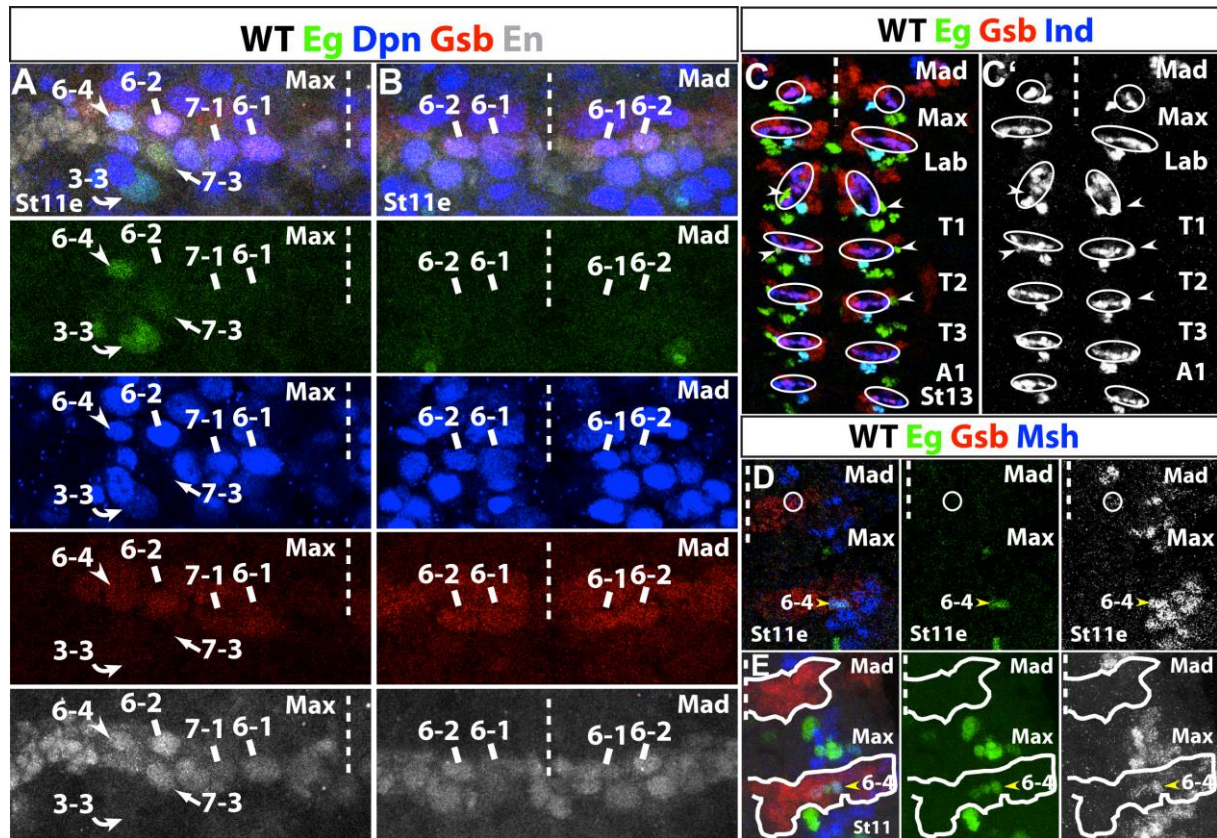 WT Eg Dpn Gsb En
A
6-4
6-2
7-1 6-1
Max
3-3
7-3
St11e
6-4
6-2
7-1 6-1
Max
3-3
7-3
6-4
6-2
7-1 6-1
Max
3-3
7-3
6-4
6-2
7-1 6-1
Max
3-3
7-3
6-4
6-2
7-1 6-1
Max
3-3
7-3
B
6-2 6-1
6-1 6-2
Mad
6-2 6-1
6-1 6-2
Mad
6-2 6-1
6-1 6-2
Mad
6-2 6-1
6-1 6-2
Mad
6-2 6-1
6-1 6-2
Mad
WT Eg Gsb Ind
C
Mad
Max
Lab
T1
T2
T3
A1
St13
C‘
Mad
Max
Lab
T1
T2
T3
A1
WT Eg Gsb Msh
D
Mad
Max
6-4
St11e
Mad
Max
6-4
St11e
Mad
Max
6-4
St11e
E
Mad
Max
6-4
St11
Mad
Max
6-4
Mad
Max
6-4